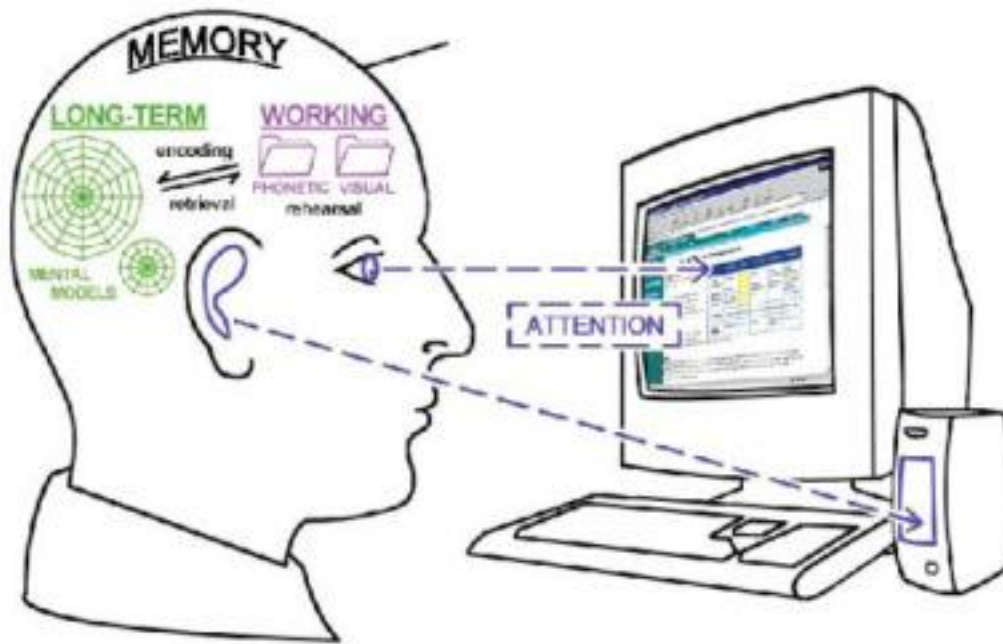 MEMORY
LONG-TERM
WORKING
encoding
PHONETIC VISUAL
retrieval
rehearsal
MENTAL
MODELS
ATTENTION